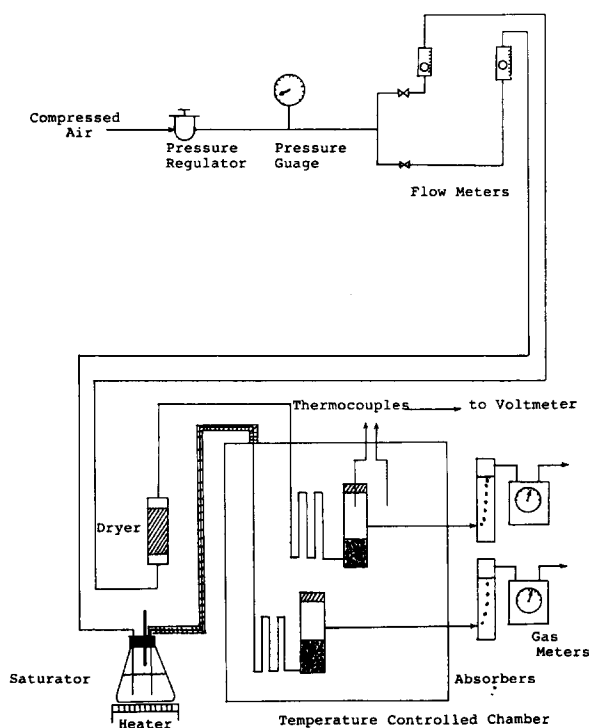 Compressed
Air
Pressure
Regulator
Pressure
Guage
Flow Meters
Thermocouples
to Voltmeter
Dryer
Gas
Meters
Saturator
Absorbers
Heater
Temperature Controlled Chamber